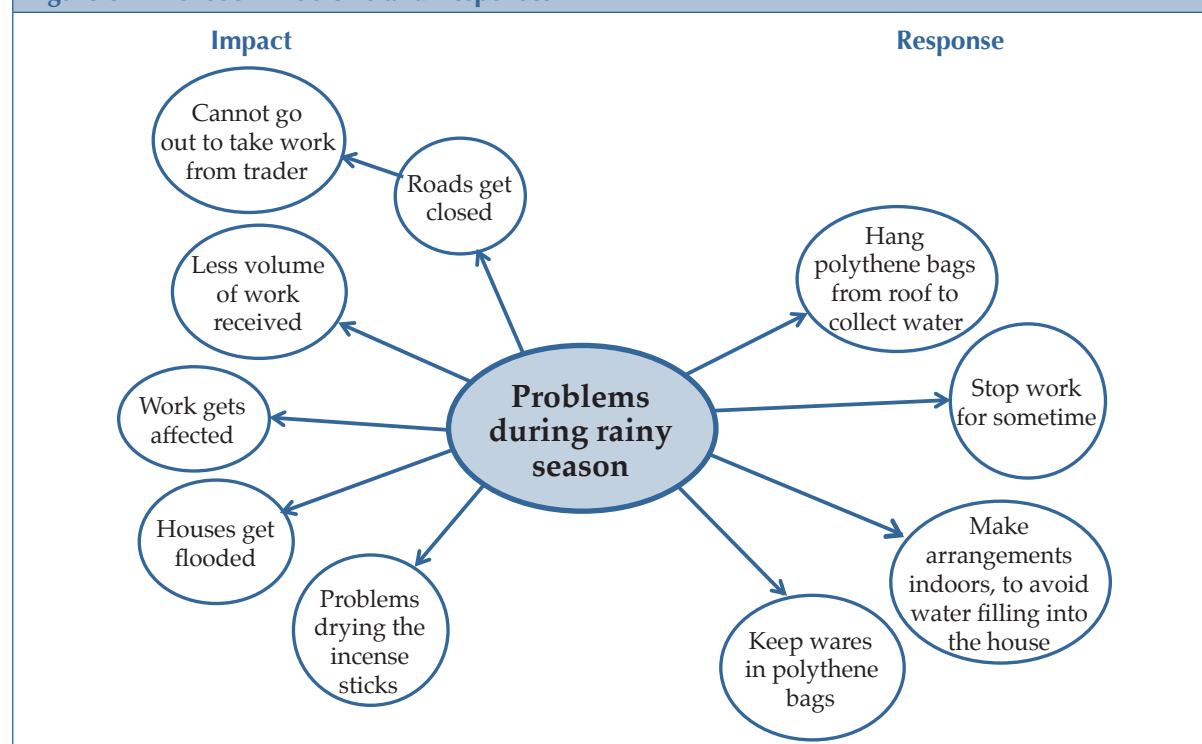 Impact
Response
Cannot go
out to take work
from trader
Roads get
closed
Less volume
of work
received
Work gets
affected
Houses get
flooded
Problems
drying the
incense
sticks
Problems
during rainy
season
Hang
polythene bags
from roof to
collect water
Stop work
for sometime
Make
arrangements
indoors, to avoid
water filling into
the house
Keep wares
in polythene
bags